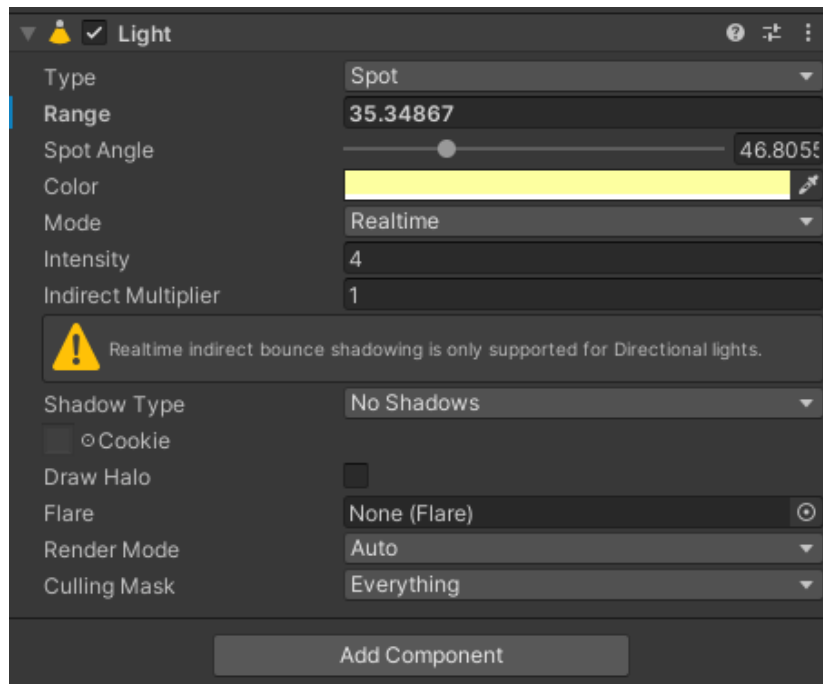 Light
Type Spot
Range 35.34867
Spot Angle 46.8055
Color
Mode Realtime
Intensity 4
Indirect Multiplier 1
Realtime indirect bounce shadowing is only supported for Directional lights.
Shadow Type No Shadows
Cookie
Draw Halo
Flare None (Flare)
Render Mode Auto
Culling Mask Everything
Add Component